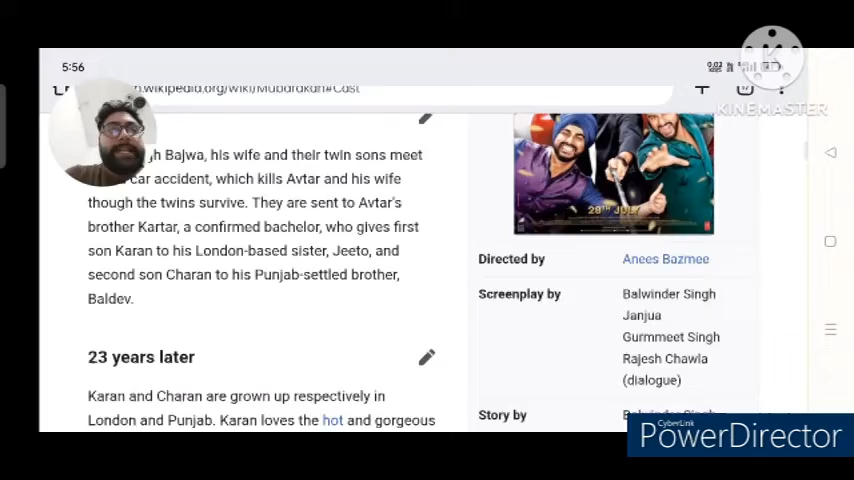 5:56
KINEMASTER
.wikipedia.org/wiki/Mubarakan#Cast
gh Bajwa, his wife and their twin sons meet
car accident, which kills Avtar and his wife
though the twins survive. They are sent to Avtar's
brother Kartar, a confirmed bachelor, who gives first
son Karan to his London-based sister, Jeeto, and
second son Charan to his Punjab-settled brother,
Baldev.
23 years later
Karan and Charan are grown up respectively in
London and Punjab. Karan loves the hot and gorgeous
28TH JULY
Directed by
Anees Bazmee
Screenplay by
Balwinder Singh
Janjua
Gurmmeet Singh
Rajesh Chawla
(dialogue)
Story by
Balwinder Singh
CyberLink
PowerDirector